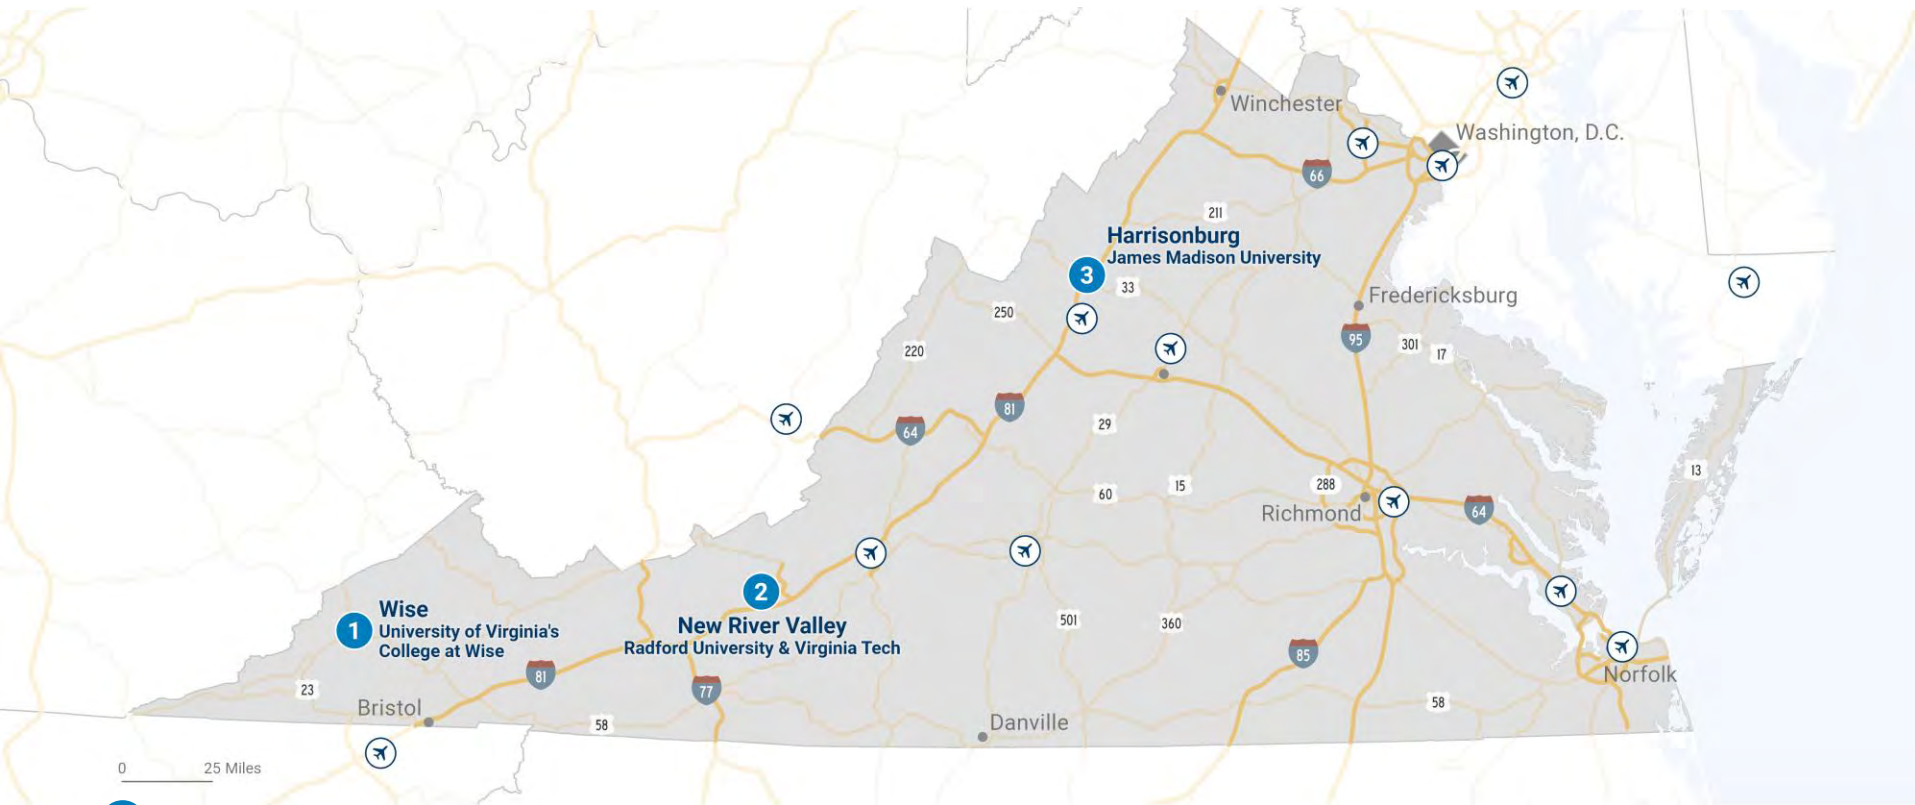 Winchester
Washington, D.C.
66
211
Harrisonburg
James Madison University
3
33
250
Fredericksburg
95
301
17
220
81
64
29
13
60
15
288
Richmond
64
2
New River Valley
Radford University & Virginia Tech
1
Wise
University of Virginia's
College at Wise
501
360
85
81
77
23
Norfolk
Bristol
58
58
Danville
0
25 Miles